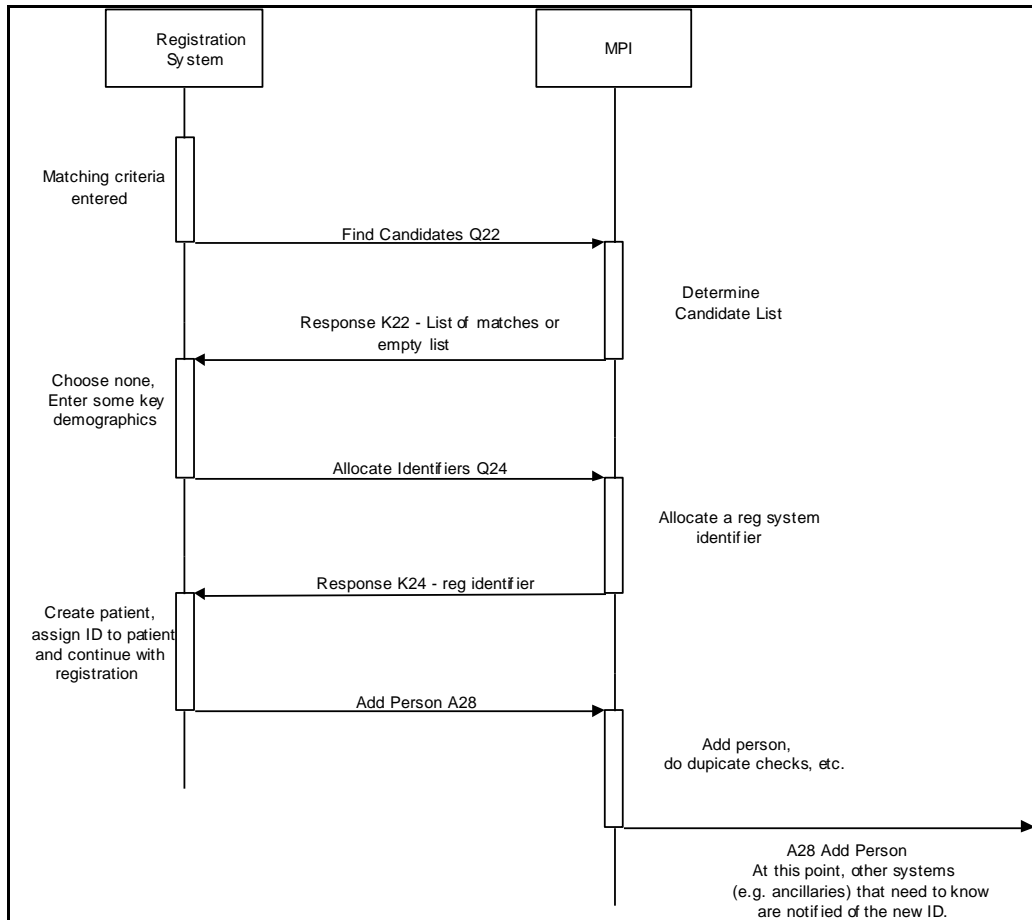 Registration
System
MPI
Matching criteria
entered
Find Candidates Q22
Determine
Candidate List
Response K22 - List of matches or
empty list
Choose none,
Enter some key
demographics
Allocate Identifiers Q24
Allocate a reg system
identifier
Response K24 - reg identifier
Create patient,
assign ID to patient
and continue with
registration
Add Person A28
Add person,
do dupicate checks, etc.
A28 Add Person
At this point, other systems
(e.g. ancillaries) that need to know
are notified of the new ID.